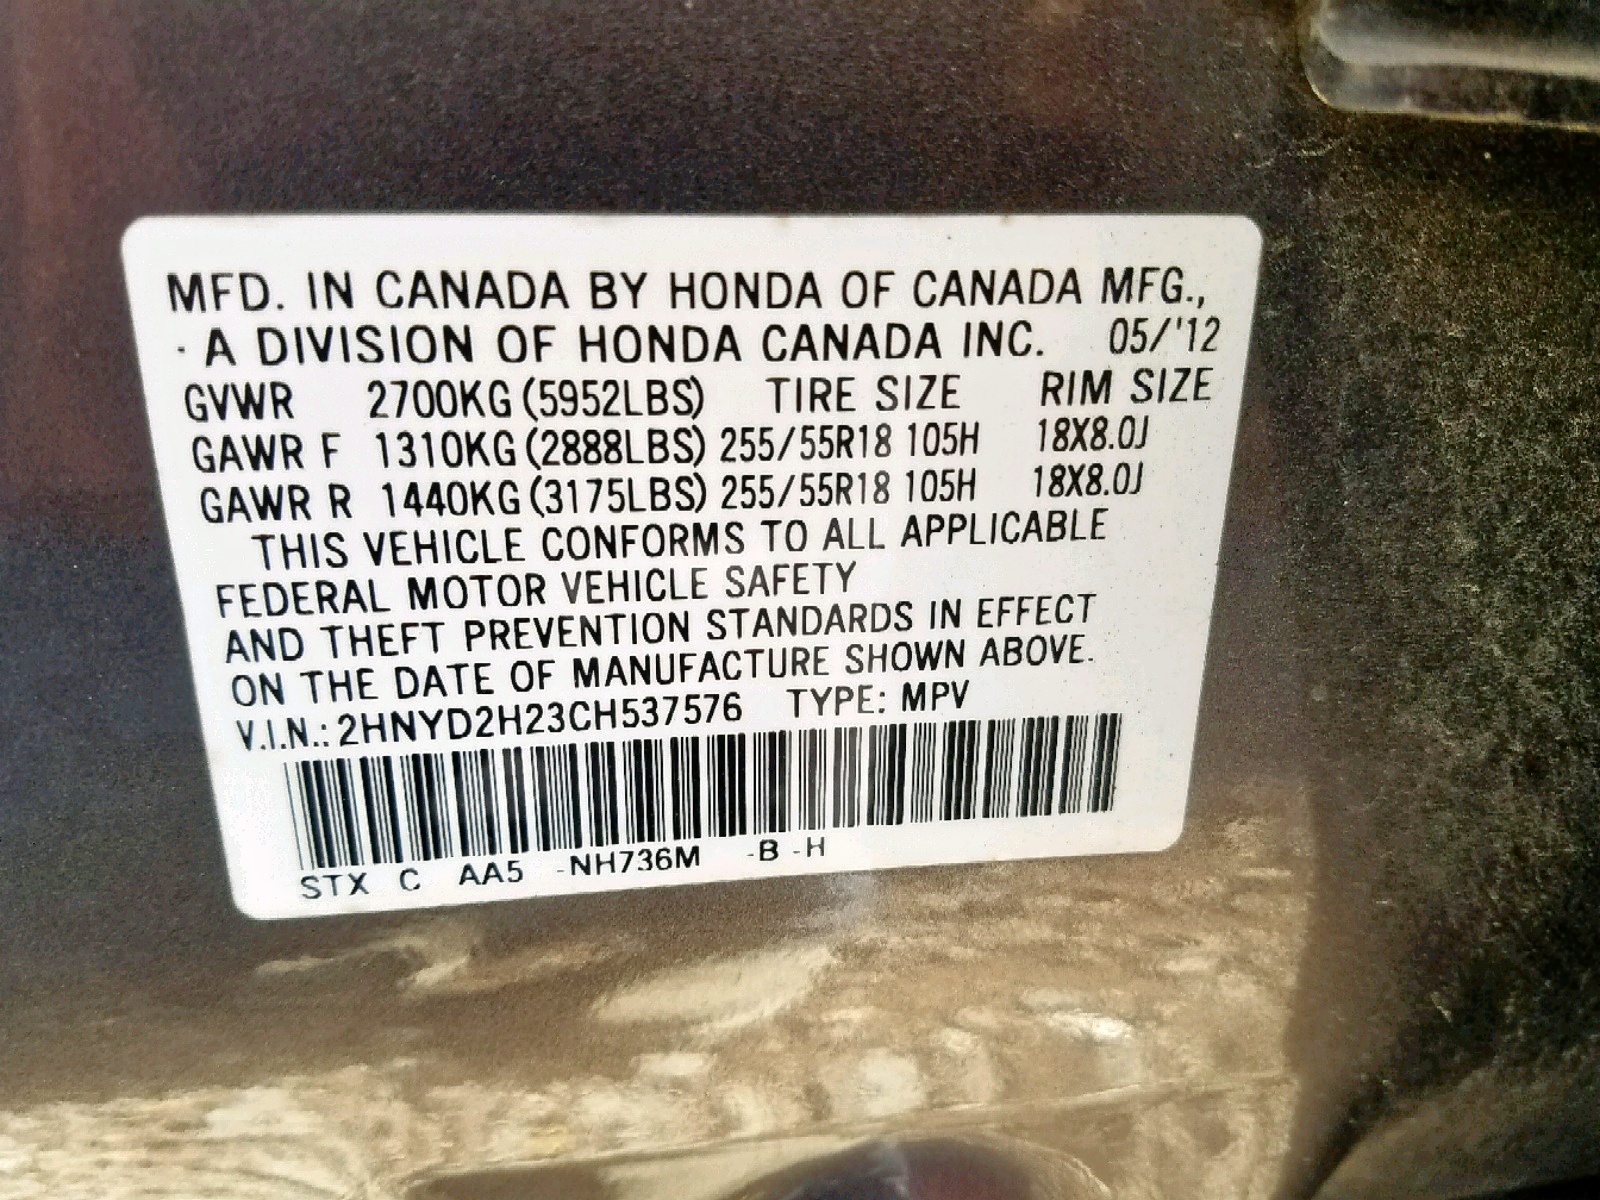 MFD. IN CANADA BY HONDA OF CANADA MFG.,
A DIVISION OF HONDA CANADA INC. 05/'12
GVWR 2700KG (5952LBS) TIRE SIZE RIM SIZE
GAWR F 1310KG (2888LBS) 255/55R18 105H 18X8.0J
GAWR R 1440KG (3175LBS) 255/55R18 105H 18X8.0J
THIS VEHICLE CONFORMS TO ALL APPLICABLE
FEDERAL MOTOR VEHICLE SAFETY
AND THEFT PREVENTION STANDARDS IN EFFECT
ON THE DATE OF MANUFACTURE SHOWN ABOVE.
V.I.N.: 2HNYD2H23CH537576 TYPE: MPV
STX C AA5 -NH736M -B -H